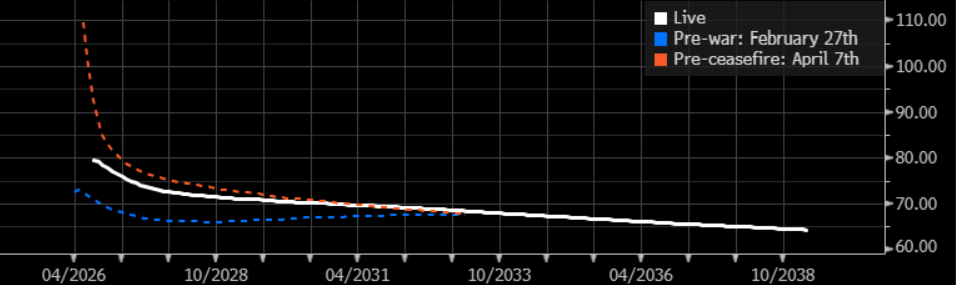 Live
Pre-war: February 27th
Pre-ceasefire: April 7th
110.00
100.00
90.00
80.00
70.00
60.00
04/2026 10/2028 04/2031 10/2033 04/2036 10/2038